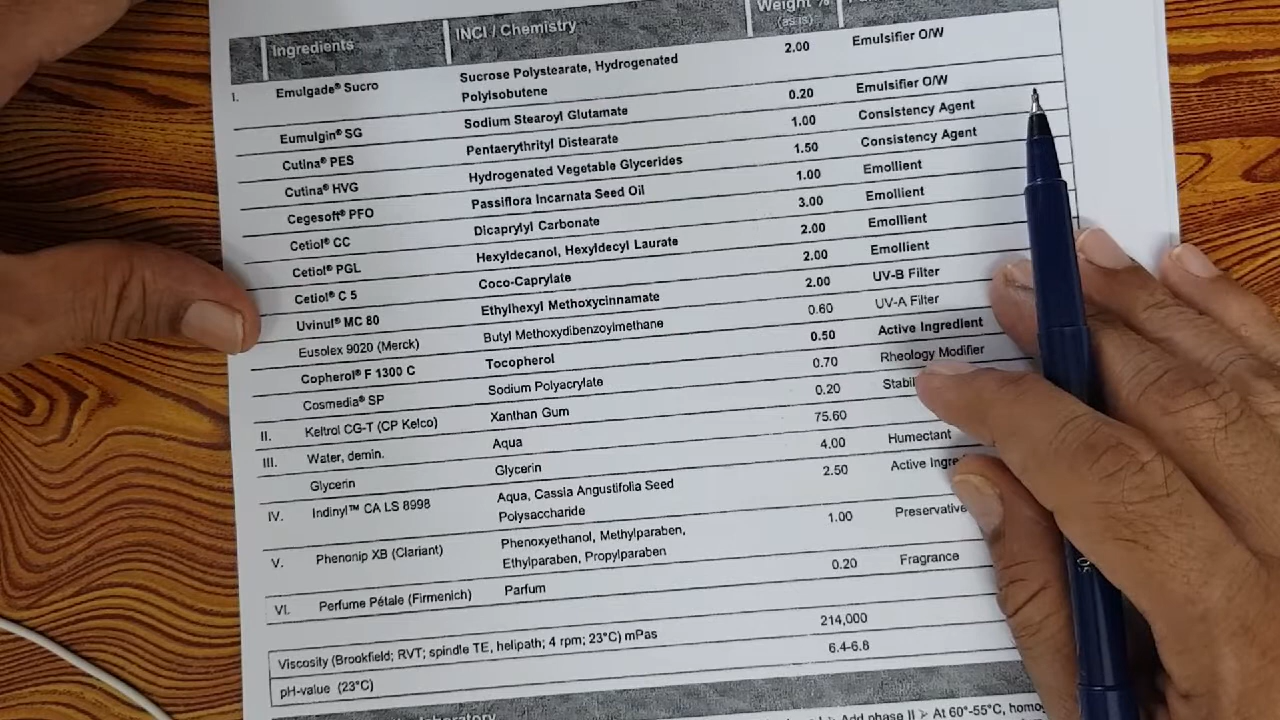 Ingredients INCI / Chemistry Weight % (as is)
I. Emulgade® Sucro Sucrose Polystearate, Hydrogenated 2.00 Emulsifier O/W
Polyisobutene
Eumulgin® SG Sodium Stearoyl Glutamate 0.20 Emulsifier O/W
Cutina® PES Pentaerythrityl Distearate 1.00 Consistency Agent
Cutina® HVG Hydrogenated Vegetable Glycerides 1.50 Consistency Agent
Cegesoft® PFO Passiflora Incarnata Seed Oil 1.00 Emollient
Cetiol® CC Dicaprylyl Carbonate 3.00 Emollient
Cetiol® PGL Hexyldecanol, Hexyldecyl Laurate 2.00 Emollient
Cetiol® C 5 Coco-Caprylate 2.00 Emollient
Uvinul® MC 80 Ethylhexyl Methoxycinnamate 2.00 UV-B Filter
Eusolex 9020 (Merck) Butyl Methoxydibenzoylmethane 0.60 UV-A Filter
Copherol® F 1300 C Tocopherol 0.50 Active Ingredient
Cosmedia® SP Sodium Polyacrylate 0.70 Rheology Modifier
II. Keltrol CG-T (CP Kelco) Xanthan Gum 0.20
III. Water, demin. Aqua 75.60
Glycerin Glycerin 4.00 Humectant
IV. Indinyl™ CA LS 8998 Aqua, Cassia Angustifolia Seed 2.50 Active
Polysaccharide
V. Phenonip XB (Clariant) Phenoxyethanol, Methylparaben, 1.00 Preservative
Ethylparaben, Propylparaben
VI. Perfume Pétale (Firmenich) Parfum 0.20 Fragrance
Viscosity (Brookfield; RVT; spindle TE, helipath; 4 rpm; 23°C) mPas 214,000
pH-value (23°C) 6.4-6.8
laboratory
Add phase II ➢ At 60°-55°C,